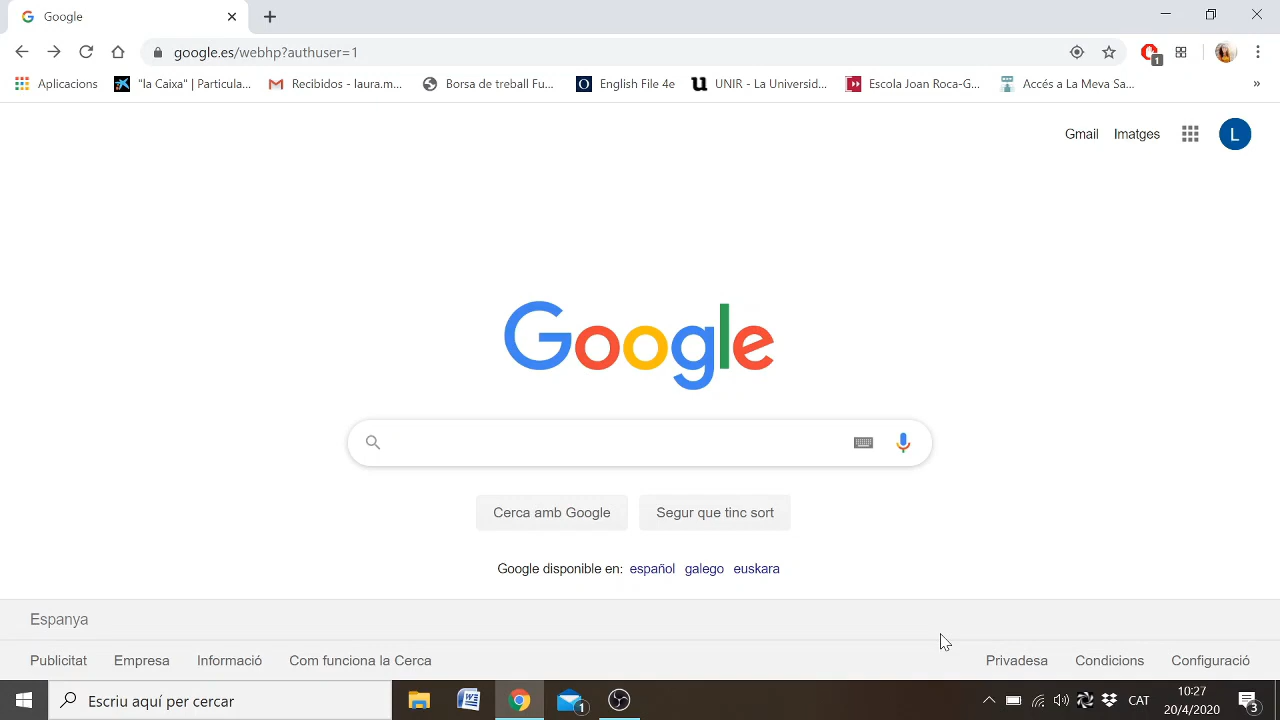 Google
google.es/webhp?authuser=1
1
Aplicacions
"la Caixa" | Particula...
Recibidos - laura.m...
Borsa de treball Fu...
English File 4e
UNIR - La Universid...
Escola Joan Roca-G...
Accés a La Meva Sa...
»
Gmail
Imatges
L
Google
Cerca amb Google
Segur que tinc sort
Google disponible en: español galego euskara
Espanya
Publicitat
Empresa
Informació
Com funciona la Cerca
Privadesa
Condicions
Configuració
Escriu aquí per cercar
1
CAT
10:27
20/4/2020
3